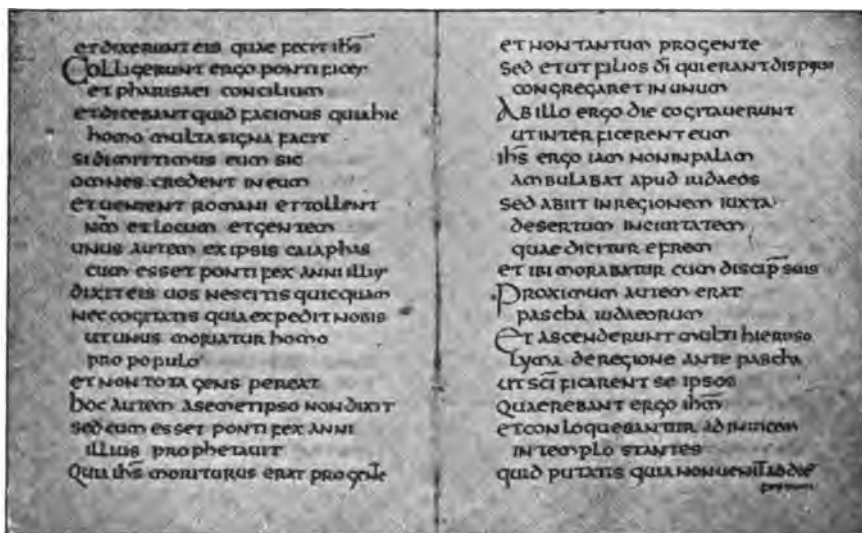 et dixerunt eis quae fecit ihs
Colligerunt ergo pontifices
et pharisaei concilium
et dicebant quid facimus quia hic
homo multa signa facit
si dimittimus eum sic
omnes credent in eum
et uenient romani et tollent
nm et locum et gentem
unus autem ex ipsis caiaphas
cum esset pontifex anni illius
dixit eis uos nescitis quicquam
nec cogitatis quia expedit nobis
ut unus moriatur homo
pro populo
et non tota gens pereat
hoc autem a semetipso non dixit
sed cum esset pontifex anni
illius prophetauit
quia ihs moriturus erat pro gente
et non tantum pro gente
sed et ut filios di qui erant dispersi
congregaret in unum
Ab illo ergo die cogitauerunt
ut interficerent eum
ihs ergo iam non in palam
ambulabat apud iudaeos
sed abiit in regionem iuxta
desertum in ciuitatem
quae dicitur efrem
et ibi morabatur cum discip suis
Proximum autem erat
pascha iudaeorum
Et ascenderunt multi hieroso
lyma de regione ante pascha
ut scificarent se ipsos
quaerebant ergo ihm
et conloquebantur ad inuicem
in templo stantes
quid putatis quia non uenit ad die
festum